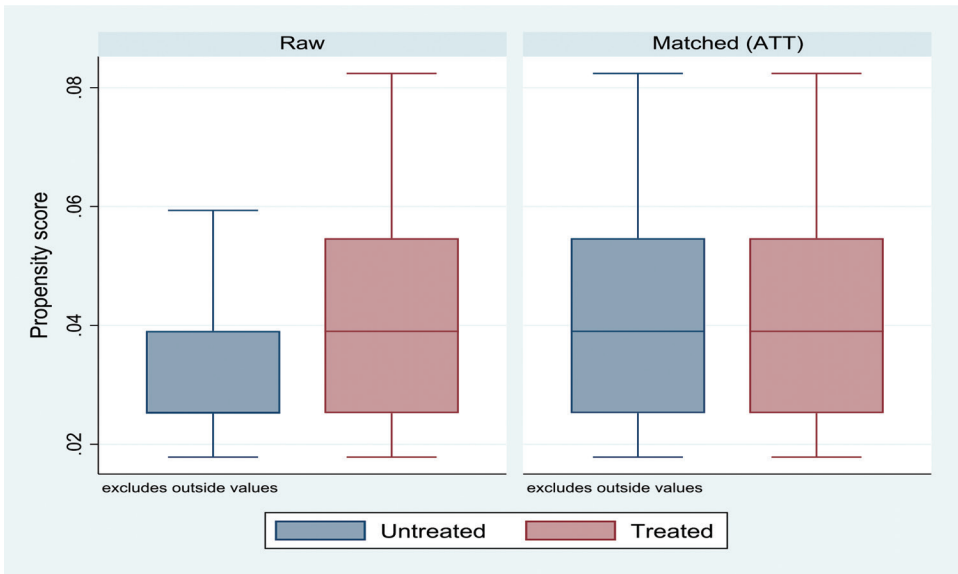 Raw
Matched (ATT)
Propensity score
.08
.06
.04
.02
excludes outside values
excludes outside values
Untreated
Treated